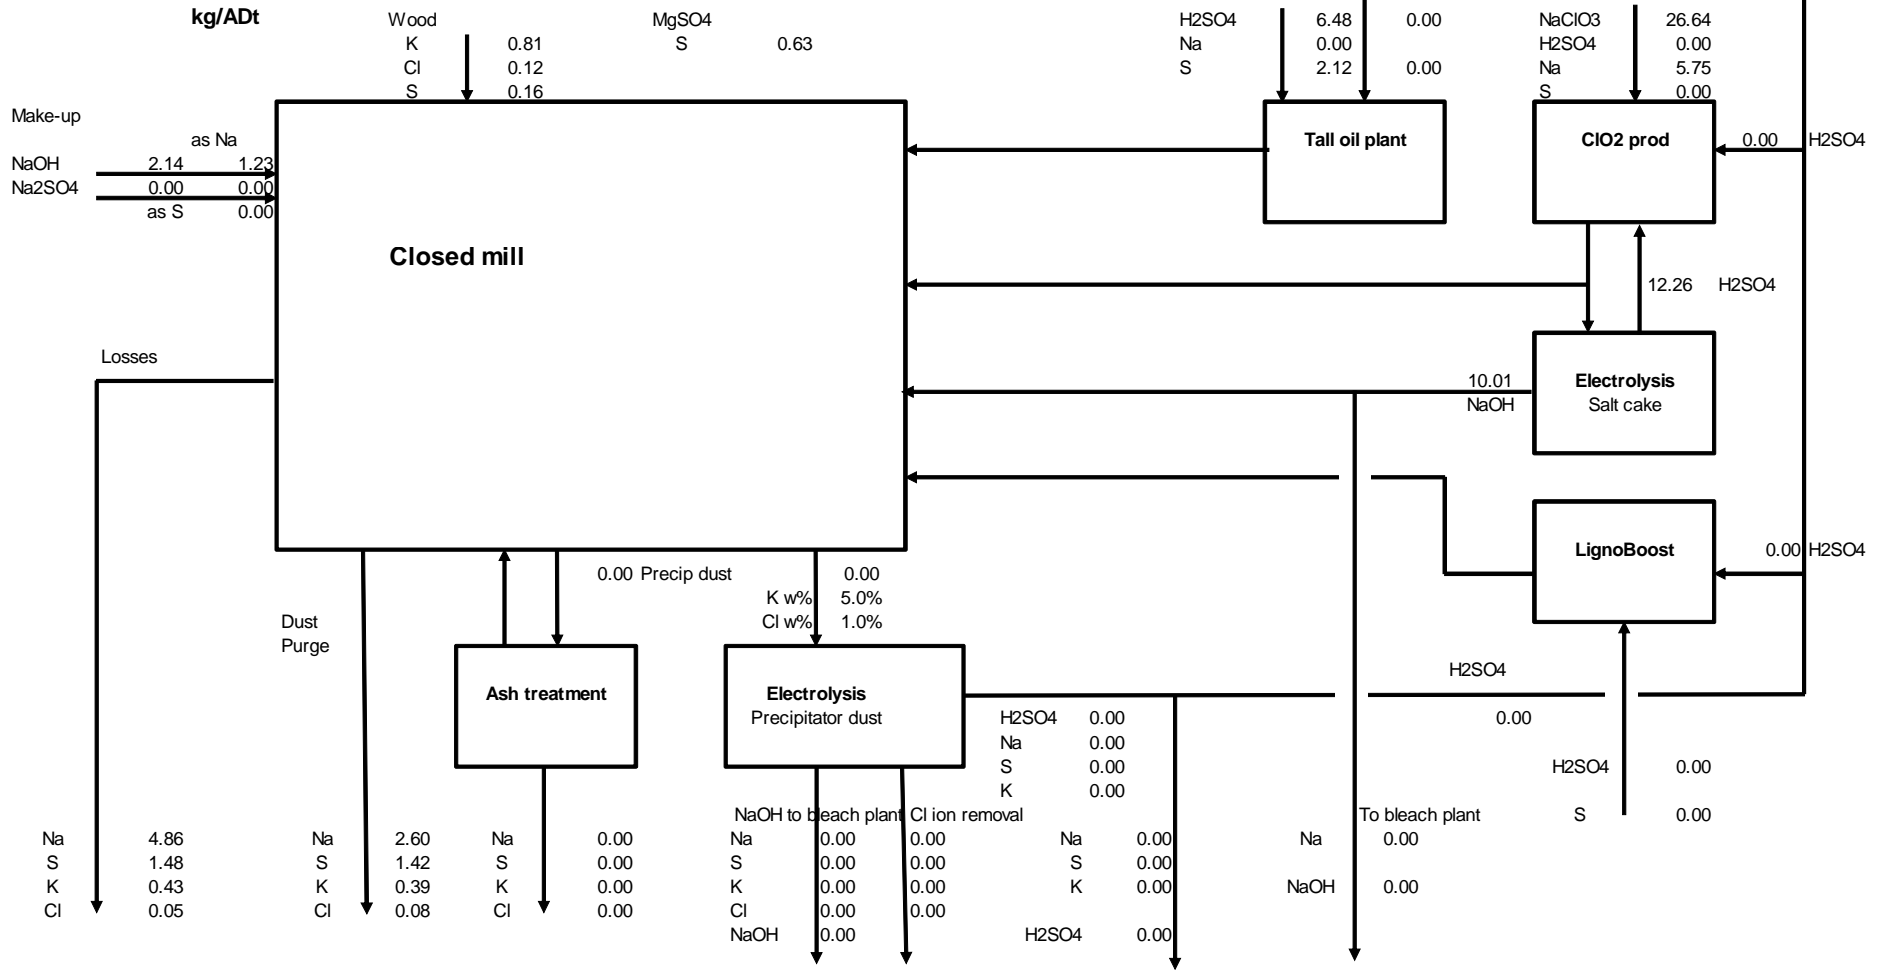 kg/ADt
Wood
K 0.81
Cl 0.12
S 0.16
MgSO4
S 0.63
H2SO4 6.48 0.00
Na 0.00
S 2.12 0.00
NaClO3 26.64
H2SO4 0.00
Na 5.75
S 0.00
Make-up
as Na
NaOH 2.14 1.23
Na2SO4 0.00 0.00
as S 0.00
Closed mill
Tall oil plant
ClO2 prod
0.00 H2SO4
12.26 H2SO4
Losses
10.01
NaOH
Electrolysis
Salt cake
LignoBoost
0.00 H2SO4
0.00 Precip dust 0.00
K w% 5.0%
Cl w% 1.0%
Dust
Purge
Ash treatment
Electrolysis
Precipitator dust
H2SO4
0.00
H2SO4 0.00
Na 0.00
S 0.00
K 0.00
H2SO4 0.00
S 0.00
NaOH to bleach plant Cl ion removal
To bleach plant
Na 4.86
S 1.48
K 0.43
Cl 0.05
Na 2.60
S 1.42
K 0.39
Cl 0.08
Na 0.00
S 0.00
K 0.00
Cl 0.00
Na 0.00 0.00
S 0.00 0.00
K 0.00 0.00
Cl 0.00 0.00
NaOH 0.00
Na 0.00
S 0.00
K 0.00
H2SO4 0.00
Na 0.00
NaOH 0.00